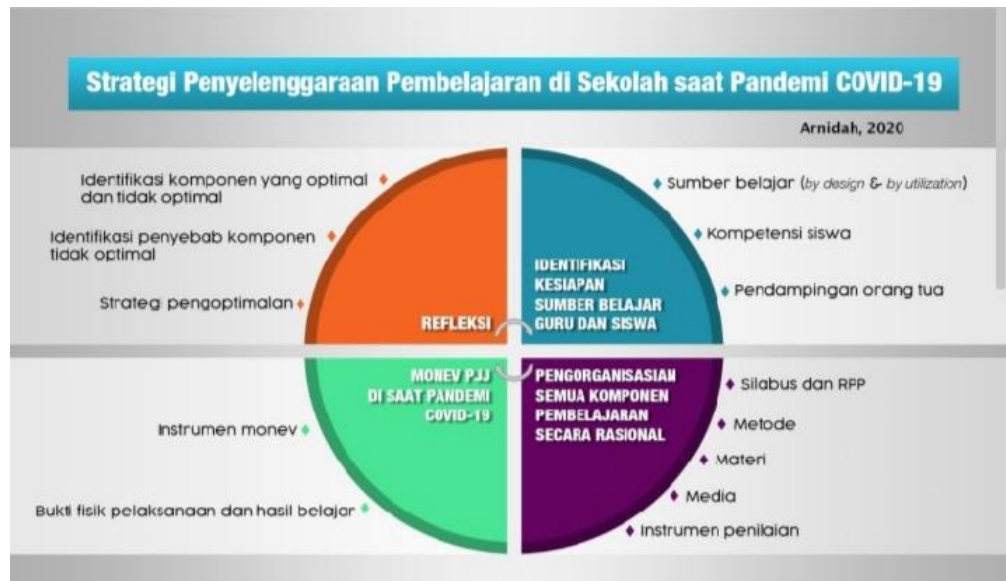 Strategi Penyelenggaraan Pembelajaran di Sekolah saat Pandemi COVID-19
Arnidah, 2020
Identifikasi komponen yang optimal
dan tidak optimal
Identifikasi penyebab komponen
tidak optimal
Strategi pengoptimalan
REFLEKSI
IDENTIFIKASI
KESIAPAN
SUMBER BELAJAR
GURU DAN SISWA
Sumber belajar (by design & by utilization)
Kompetensi siswa
Pendampingan orang tua
MONEV PJJ
DI SAAT PANDEMI
COVID-19
Instrumen monev
Bukti fisik pelaksanaan dan hasil belajar
PENGORGANISASIAN
SEMUA KOMPONEN
PEMBELAJARAN
SECARA RASIONAL
Silabus dan RPP
Metode
Materi
Media
Instrumen penilaian